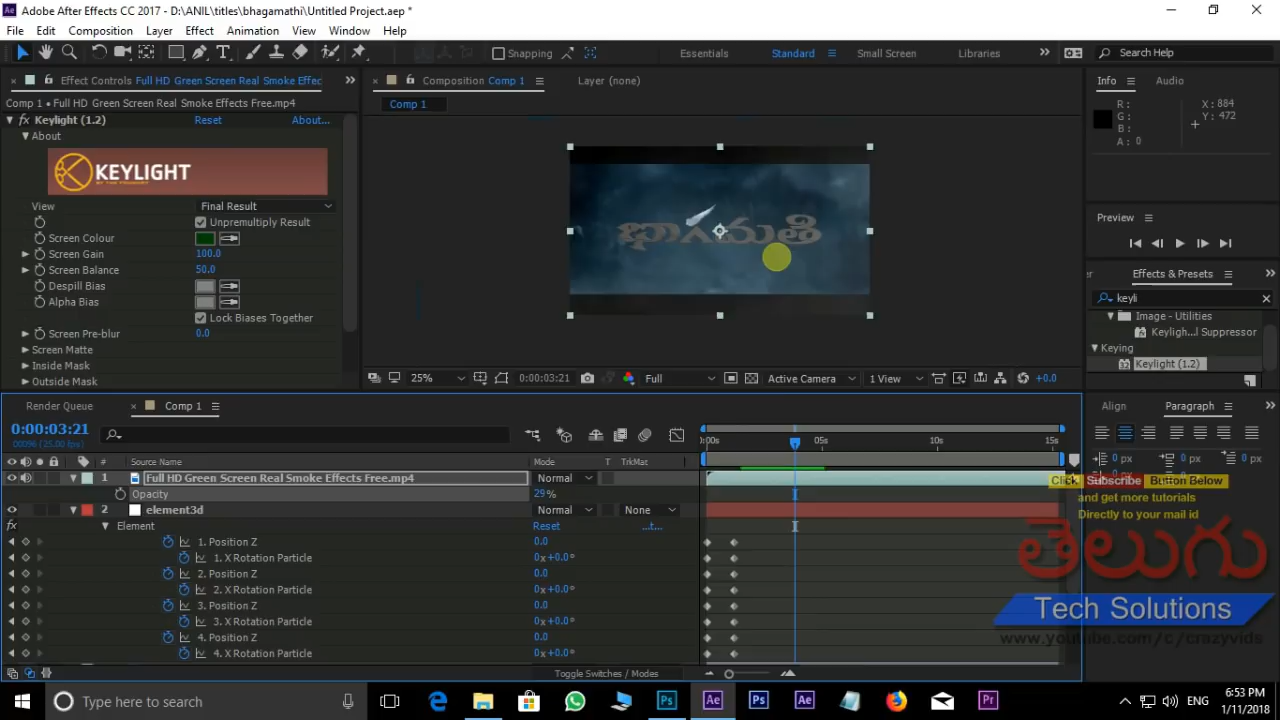 Adobe After Effects CC 2017 - D:\ANIL\titles\bhagamathi\Untitled Project.aep *
File Edit Composition Layer Effect Animation View Window Help
Snapping Essentials Standard Small Screen Libraries Search Help
Effect Controls Full HD Green Screen Real Smoke Effec
Composition Comp 1 Layer (none) Info Audio
Comp 1 • Full HD Green Screen Real Smoke Effects Free.mp4
Comp 1
Keylight (1.2) Reset About...
About
KEYLIGHT
View Final Result
Unpremultiply Result
Screen Colour
Screen Gain 100.0
Screen Balance 50.0
Despill Bias
Alpha Bias
Lock Biases Together
Screen Pre-blur 0.0
Screen Matte
Inside Mask
Outside Mask
భాగమతి
R: X: 884
G: Y: 472
B:
A: 0
Preview
Effects & Presets
keyli
Image - Utilities
Keyligh...l Suppressor
Keying
Keylight (1.2)
25% 0:00:03:21 Full Active Camera 1 View +0.0
Render Queue Comp 1
Align Paragraph
0:00:03:21
00096 (25.00 fps)
0 px 0 px
0 px
:00s 05s 10s 15s
# Source Name Mode T TrkMat
1 Full HD Green Screen Real Smoke Effects Free.mp4 Normal
Opacity 29%
2 element3d Normal None
Element Reset ...t...
1. Position Z 0.0
1. X Rotation Particle 0x+0.0°
2. Position Z 0.0
2. X Rotation Particle 0x+0.0°
3. Position Z 0.0
3. X Rotation Particle 0x+0.0°
4. Position Z 0.0
4. X Rotation Particle 0x+0.0°
Toggle Switches / Modes
Click Subscribe Button Below
and get more tutorials
Directly to your mail id
తెలుగు
Tech Solutions
www.youtube.com/c/crazyvids
Type here to search
ENG
6:53 PM
1/11/2018